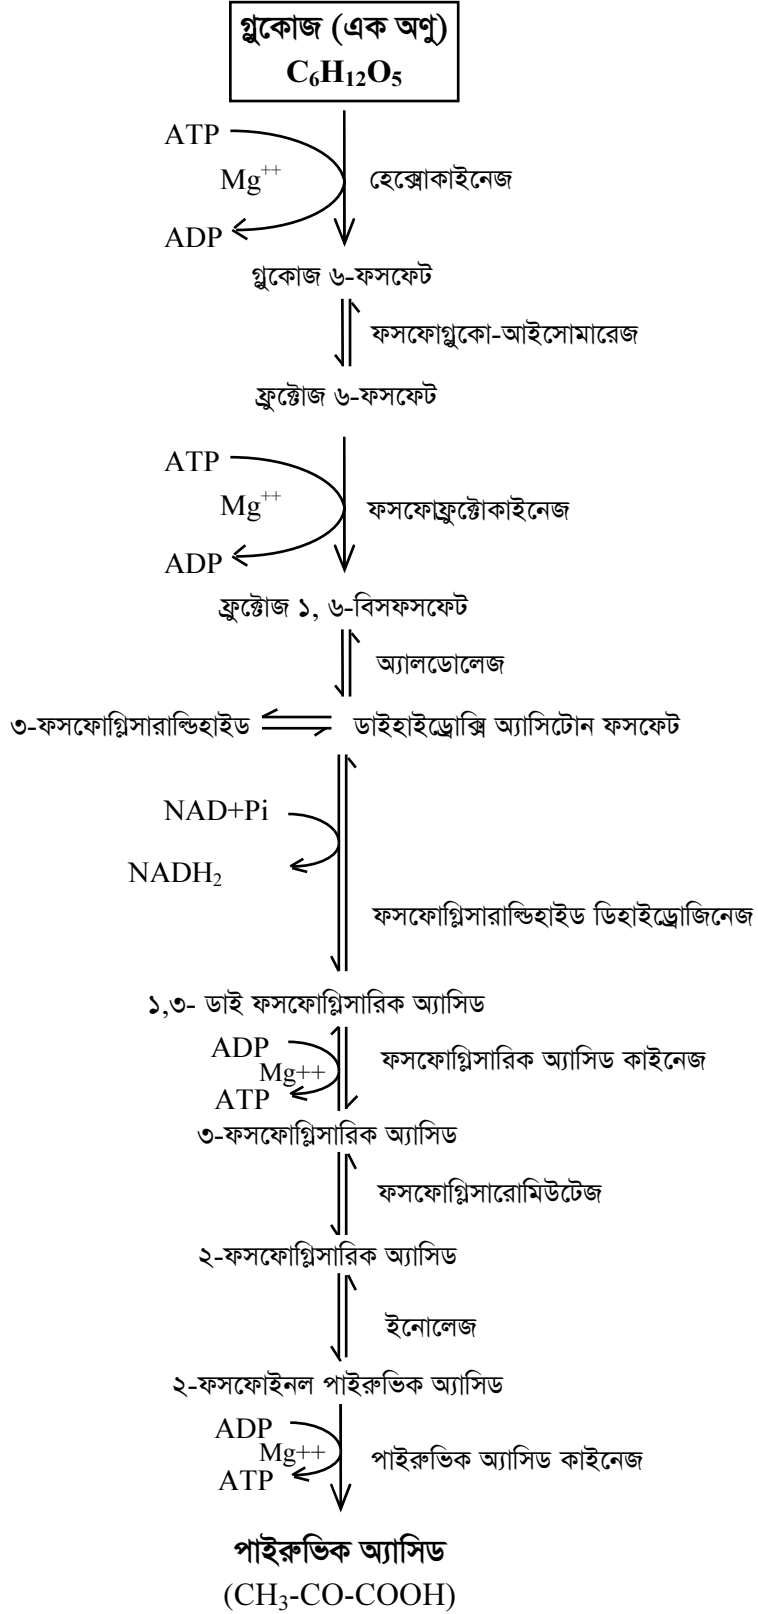 গ্লুকোজ (এক অণু)
C₆H₁₂O₅
ATP
Mg⁺⁺
হেক্সোকাইনেজ
ADP
গ্লুকোজ ৬-ফসফেট
ফসফোগ্লুকো-আইসোমারেজ
ফ্রুক্টোজ ৬-ফসফেট
ATP
Mg⁺⁺
ফসফোফ্রুক্টোকাইনেজ
ADP
ফ্রুক্টোজ ১, ৬-বিসফসফেট
অ্যালডোলেজ
৩-ফসফোগ্লিসারাল্ডিহাইড ডাইহাইড্রোক্সি অ্যাসিটোন ফসফেট
NAD+Pi
NADH₂
ফসফোগ্লিসারাল্ডিহাইড ডিহাইড্রোজিনেজ
১,৩- ডাই ফসফোগ্লিসারিক অ্যাসিড
ADP
Mg++
ফসফোগ্লিসারিক অ্যাসিড কাইনেজ
ATP
৩-ফসফোগ্লিসারিক অ্যাসিড
ফসফোগ্লিসারোমিউটেজ
২-ফসফোগ্লিসারিক অ্যাসিড
ইনোলেজ
২-ফসফোইনল পাইরুভিক অ্যাসিড
ADP
Mg++
পাইরুভিক অ্যাসিড কাইনেজ
ATP
পাইরুভিক অ্যাসিড
(CH₃-CO-COOH)